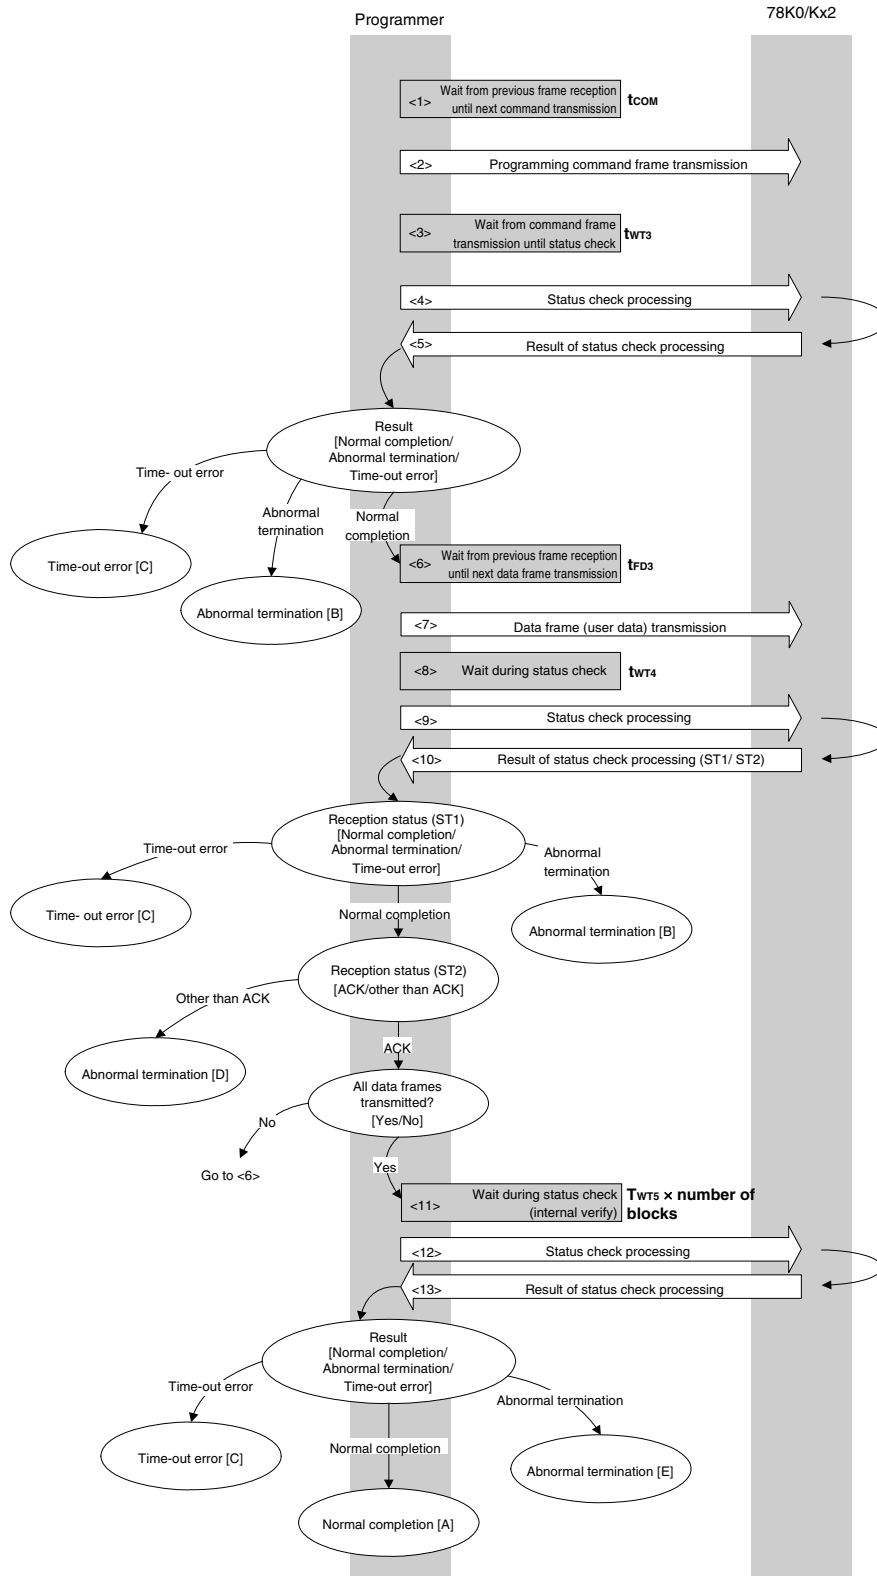 Programmer
78K0/Kx2
<1> Wait from previous frame reception
until next command transmission
tCOM
<2> Programming command frame transmission
<3> Wait from command frame
transmission until status check
tWT3
<4> Status check processing
<5> Result of status check processing
Result
[Normal completion/
Abnormal termination/
Time-out error]
Time- out error
Abnormal
termination
Normal
completion
Time-out error [C]
Abnormal termination [B]
<6> Wait from previous frame reception
until next data frame transmission
tFD3
<7> Data frame (user data) transmission
<8> Wait during status check
tWT4
<9> Status check processing
<10> Result of status check processing (ST1/ ST2)
Reception status (ST1)
[Normal completion/
Abnormal termination/
Time-out error]
Time-out error
Abnormal
termination
Time- out error [C]
Normal completion
Abnormal termination [B]
Reception status (ST2)
[ACK/other than ACK]
Other than ACK
ACK
Abnormal termination [D]
All data frames
transmitted?
[Yes/No]
No
Go to <6>
Yes
<11> Wait during status check
(internal verify)
TWT5 × number of
blocks
<12> Status check processing
<13> Result of status check processing
Result
[Normal completion/
Abnormal termination/
Time-out error]
Time-out error
Abnormal termination
Time-out error [C]
Normal completion
Abnormal termination [E]
Normal completion [A]